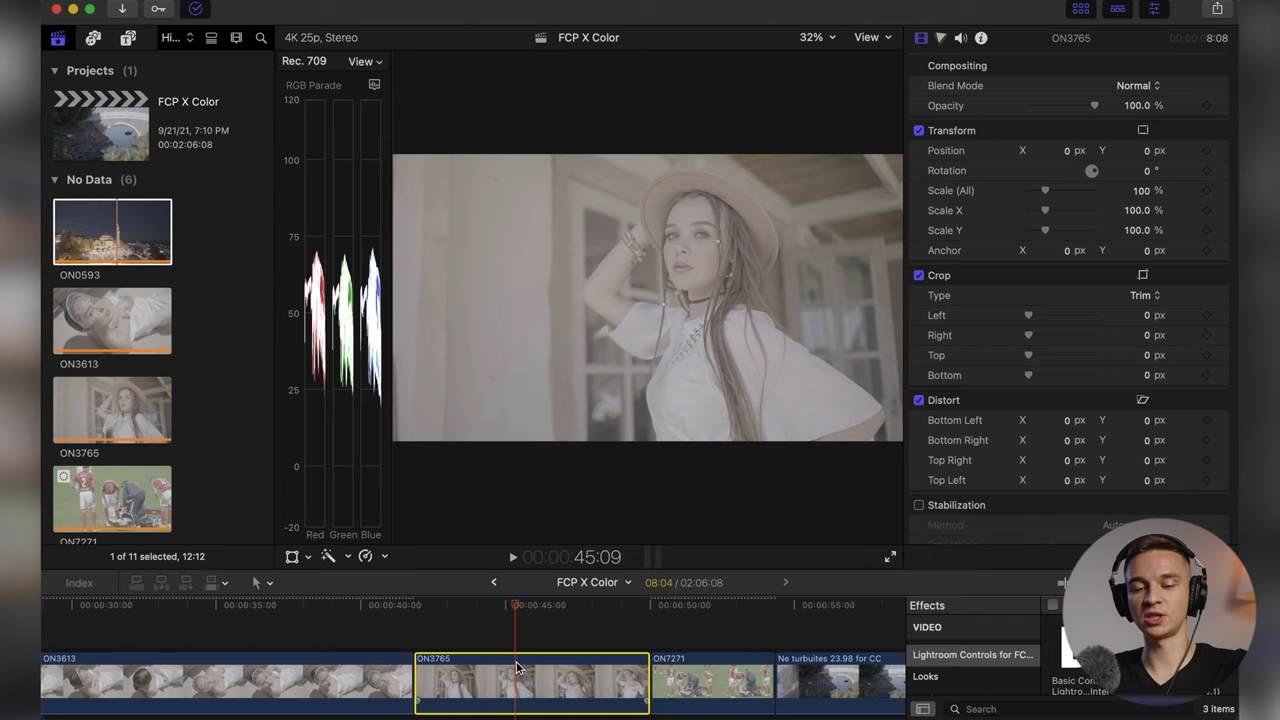 Hi...
4K 25p, Stereo
FCP X Color
32%
View
ON3765
00:00:08:08
Projects (1)
FCP X Color
9/21/21, 7:10 PM
00:02:06:08
No Data (6)
ON0593
ON3613
ON3765
ON7271
1 of 11 selected, 12:12
Rec. 709
View
RGB Parade
120
100
75
50
25
0
-20
Red Green Blue
Compositing
Blend Mode Normal
Opacity 100.0 %
Transform
Position X 0 px Y 0 px
Rotation 0 °
Scale (All) 100 %
Scale X 100.0 %
Scale Y 100.0 %
Anchor X 0 px Y 0 px
Crop
Type Trim
Left 0 px
Right 0 px
Top 0 px
Bottom 0 px
Distort
Bottom Left X 0 px Y 0 px
Bottom Right X 0 px Y 0 px
Top Right X 0 px Y 0 px
Top Left X 0 px Y 0 px
Stabilization
Method
00:00:45:09
Index
FCP X Color
08:04 / 02:06:08
00:00:30:00
00:00:35:00
00:00:40:00
00:00:45:00
00:00:50:00
00:00:55:00
ON3613
ON3765
ON7271
Ne turbuites 23.98 for CC
Effects
VIDEO
Lightroom Controls for FC...
Looks
Search
3 items